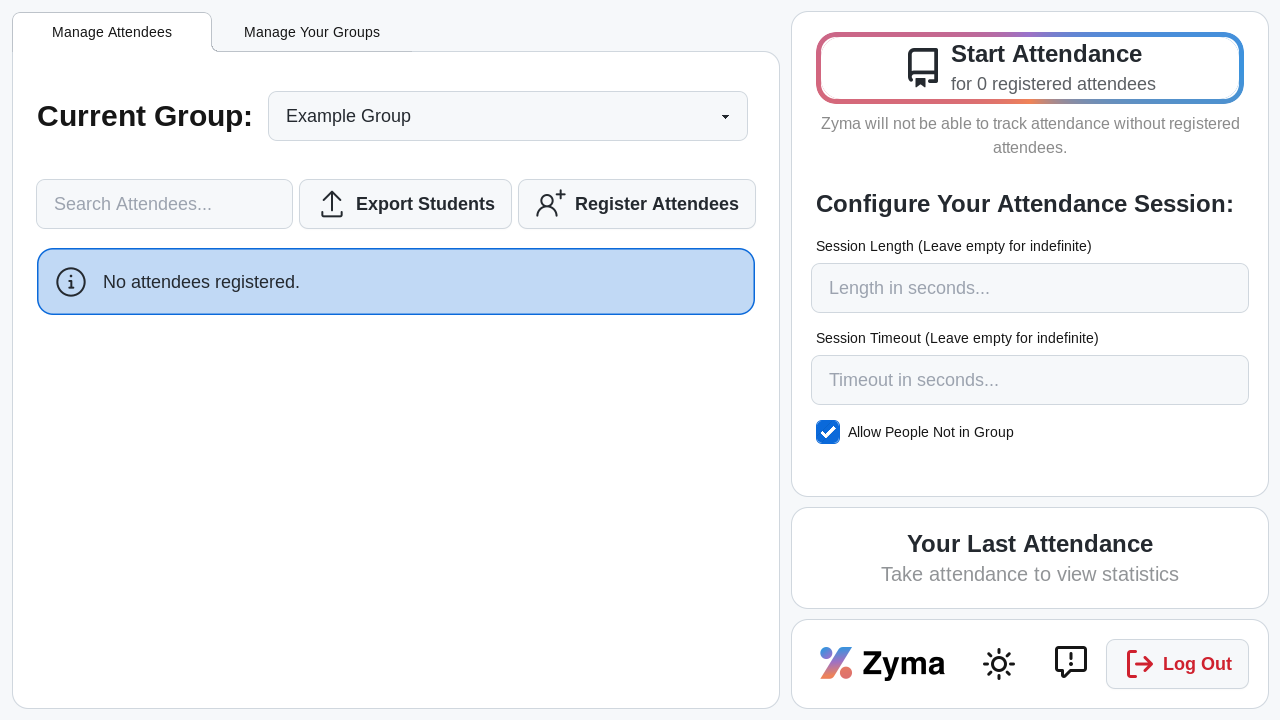 Manage Attendees
Manage Your Groups
Current Group:
Example Group
Search Attendees...
Export Students
Register Attendees
No attendees registered.
Start Attendance
for 0 registered attendees
Zyma will not be able to track attendance without registered
attendees.
Configure Your Attendance Session:
Session Length (Leave empty for indefinite)
Length in seconds...
Session Timeout (Leave empty for indefinite)
Timeout in seconds...
Allow People Not in Group
Your Last Attendance
Take attendance to view statistics
Zyma
Log Out